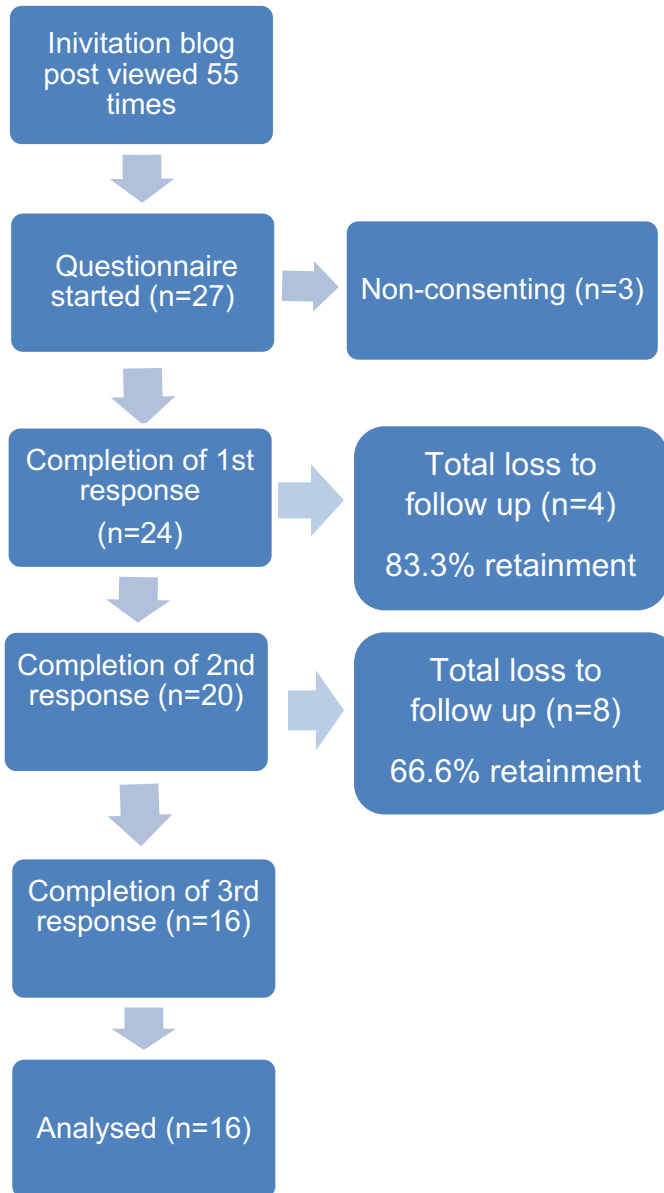 Inivitation blog
post viewed 55
times
Questionnaire
started (n=27)
Non-consenting (n=3)
Completion of 1st
response
(n=24)
Total loss to
follow up (n=4)
83.3% retainment
Completion of 2nd
response (n=20)
Total loss to
follow up (n=8)
66.6% retainment
Completion of 3rd
response (n=16)
Analysed (n=16)